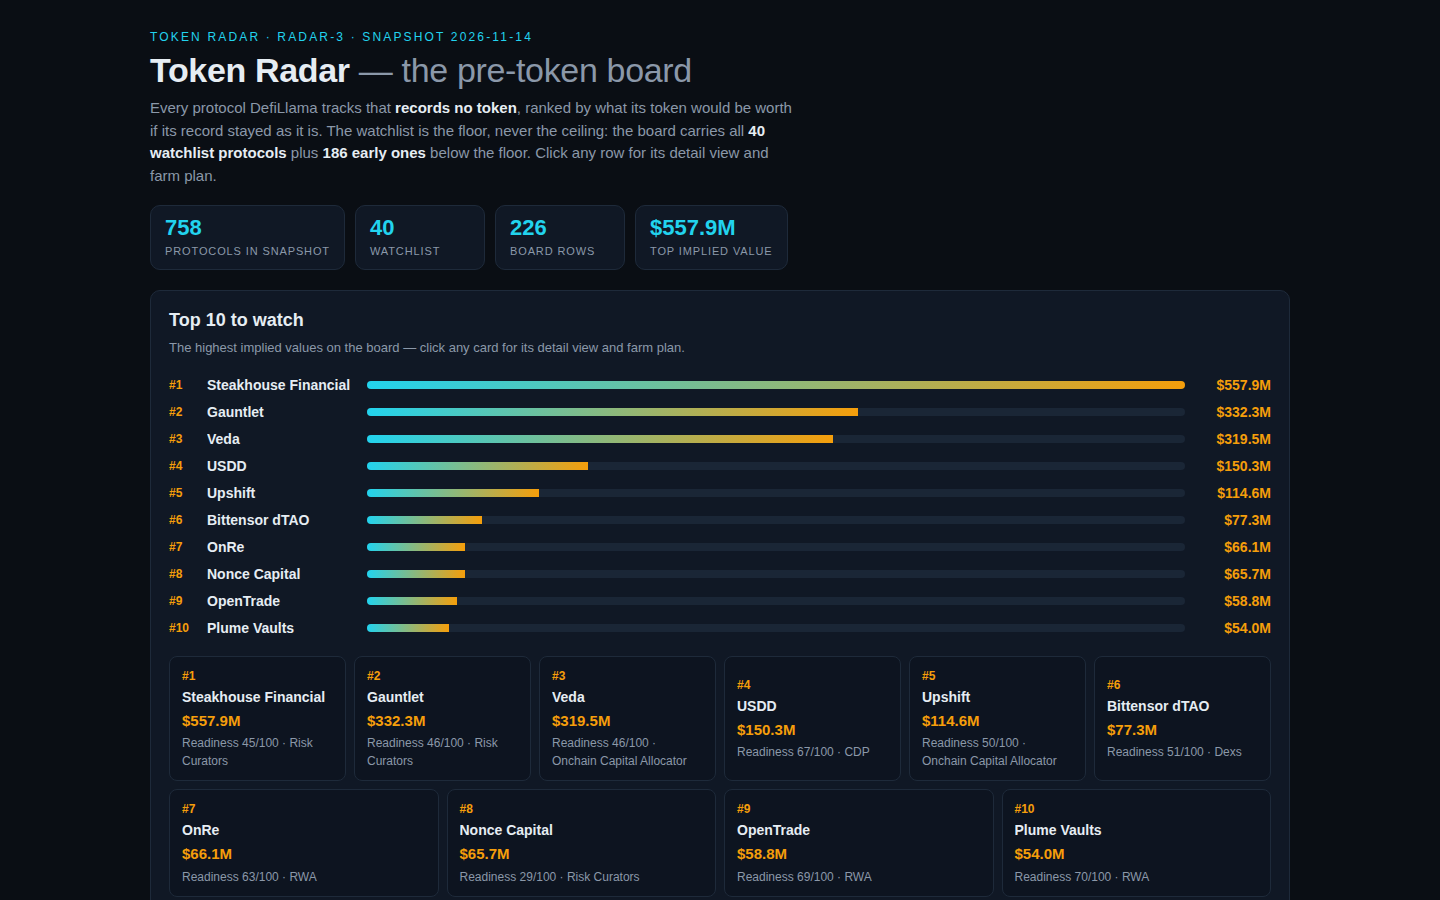 TOKEN RADAR · RADAR-3 · SNAPSHOT 2026-11-14
Token Radar — the pre-token board
Every protocol DefiLlama tracks that records no token, ranked by what its token would be worth
if its record stayed as it is. The watchlist is the floor, never the ceiling: the board carries all 40
watchlist protocols plus 186 early ones below the floor. Click any row for its detail view and
farm plan.
758
PROTOCOLS IN SNAPSHOT
40
WATCHLIST
226
BOARD ROWS
$557.9M
TOP IMPLIED VALUE
Top 10 to watch
The highest implied values on the board — click any card for its detail view and farm plan.
#1 Steakhouse Financial $557.9M
#2 Gauntlet $332.3M
#3 Veda $319.5M
#4 USDD $150.3M
#5 Upshift $114.6M
#6 Bittensor dTAO $77.3M
#7 OnRe $66.1M
#8 Nonce Capital $65.7M
#9 OpenTrade $58.8M
#10 Plume Vaults $54.0M
#1
Steakhouse Financial
$557.9M
Readiness 45/100 · Risk
Curators
#2
Gauntlet
$332.3M
Readiness 46/100 · Risk
Curators
#3
Veda
$319.5M
Readiness 46/100 ·
Onchain Capital Allocator
#4
USDD
$150.3M
Readiness 67/100 · CDP
#5
Upshift
$114.6M
Readiness 50/100 ·
Onchain Capital Allocator
#6
Bittensor dTAO
$77.3M
Readiness 51/100 · Dexs
#7
OnRe
$66.1M
Readiness 63/100 · RWA
#8
Nonce Capital
$65.7M
Readiness 29/100 · Risk Curators
#9
OpenTrade
$58.8M
Readiness 69/100 · RWA
#10
Plume Vaults
$54.0M
Readiness 70/100 · RWA